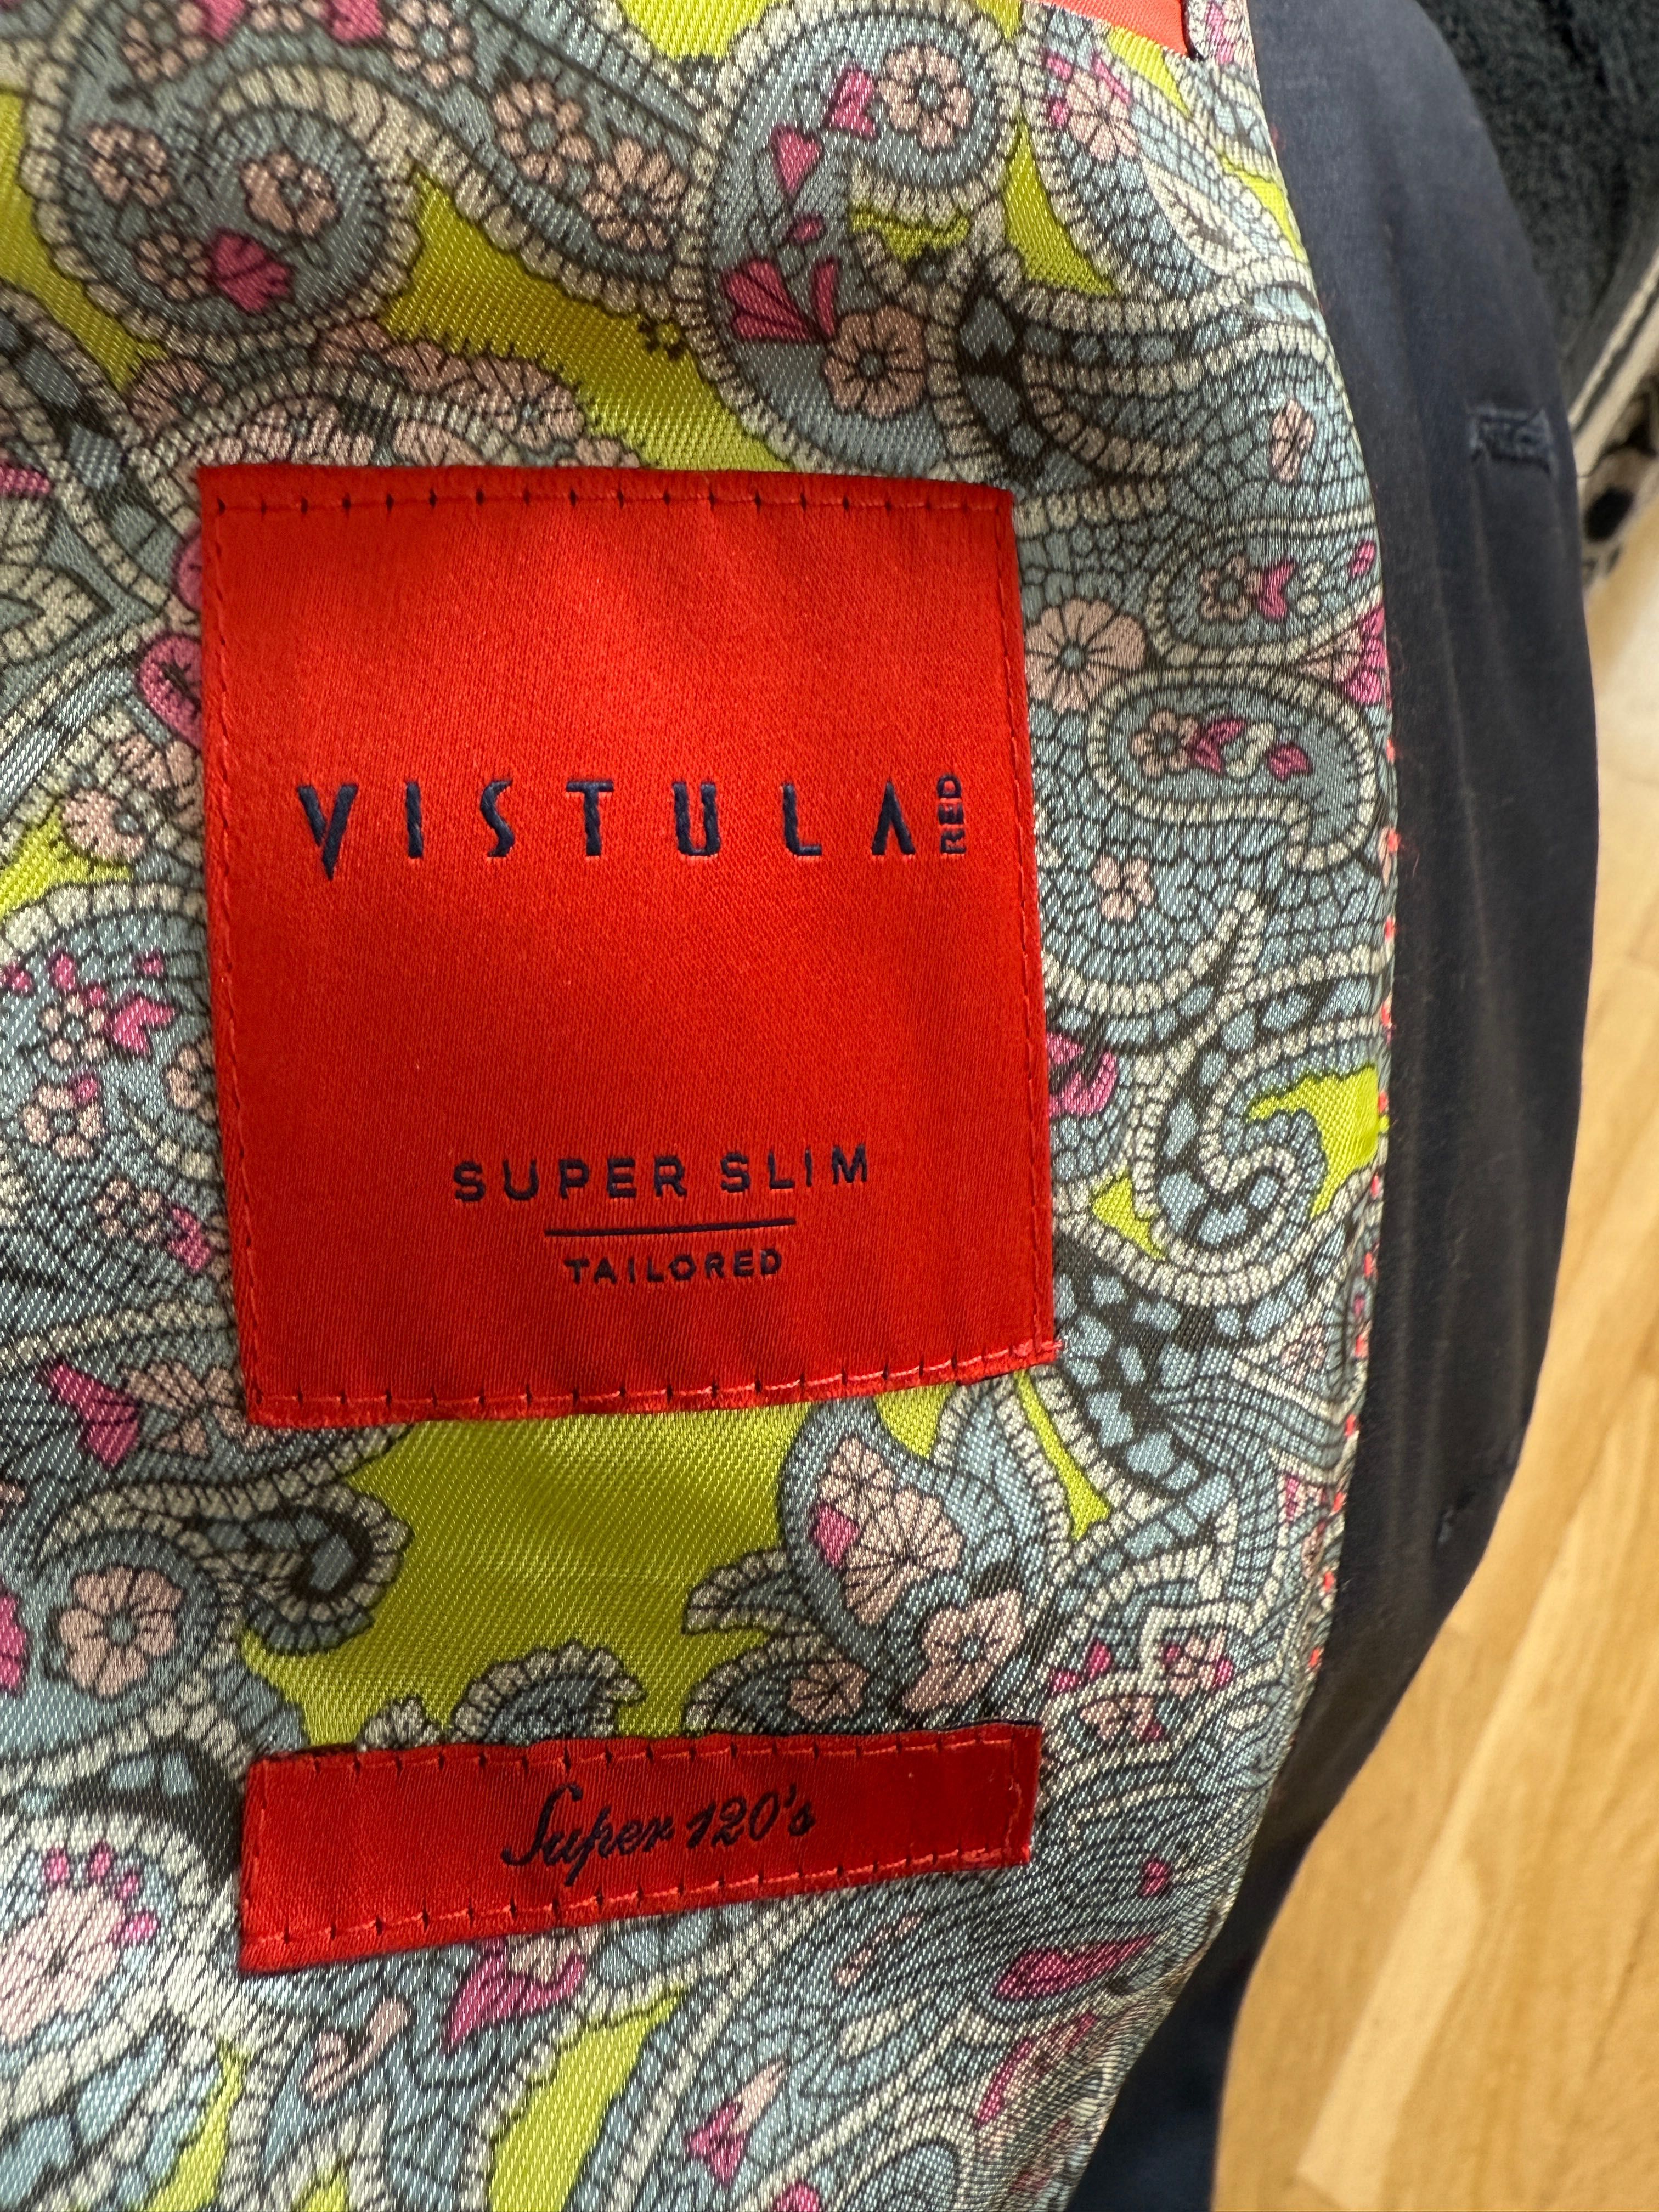 VISTULA RED
SUPER SLIM
TAILORED
Super 120's